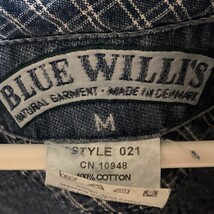 BLUE WILLI'S
NATURAL GARMENT - MADE IN DENMARK
M
STYLE 021
CN. 10948
100% COTTON